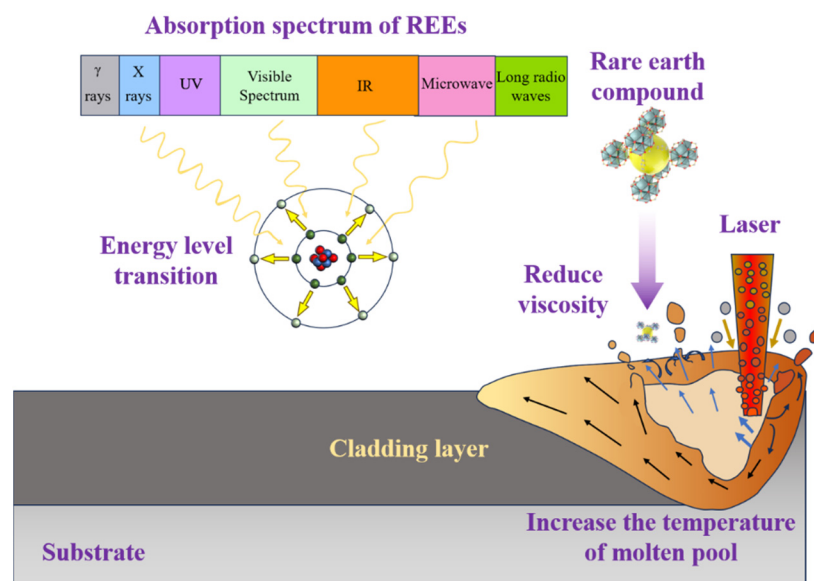 Absorption spectrum of REEs
γ rays
X rays
UV
Visible Spectrum
IR
Microwave
Long radio waves
Rare earth
compound
Laser
Energy level
transition
Reduce
viscosity
Cladding layer
Increase the temperature
of molten pool
Substrate